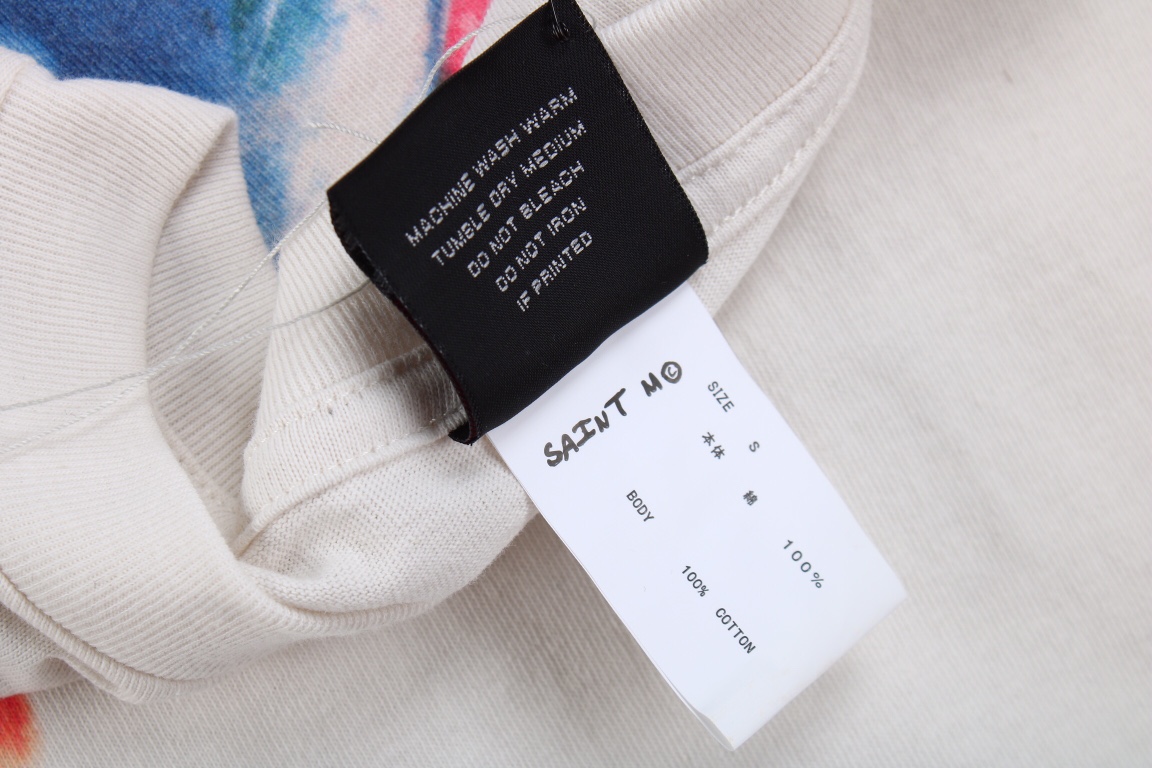 MACHINE WASH WARM
TUMBLE DRY MEDIUM
DO NOT BLEACH
DO NOT IRON
IF PRINTED
SAINT M©
SIZE S
本体 綿 100%
BODY 100% COTTON